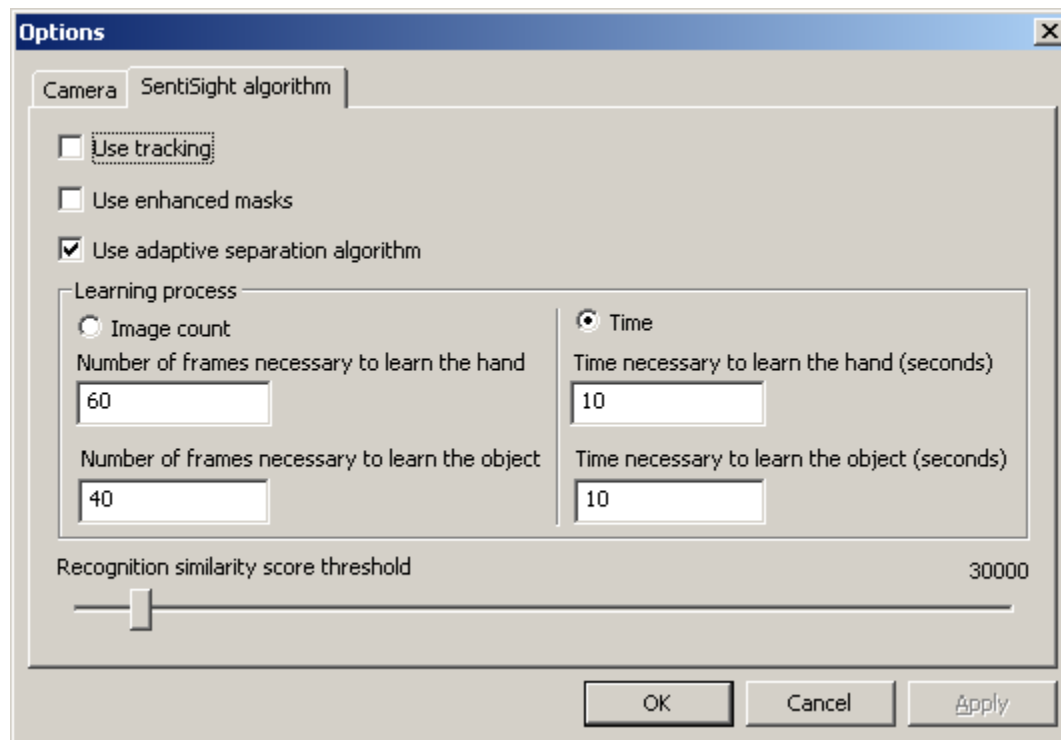 Options
Camera
SentiSight algorithm
Use tracking
Use enhanced masks
Use adaptive separation algorithm
Learning process
Image count
Time
Number of frames necessary to learn the hand
Time necessary to learn the hand (seconds)
60
10
Number of frames necessary to learn the object
Time necessary to learn the object (seconds)
40
10
Recognition similarity score threshold
30000
OK
Cancel
Apply